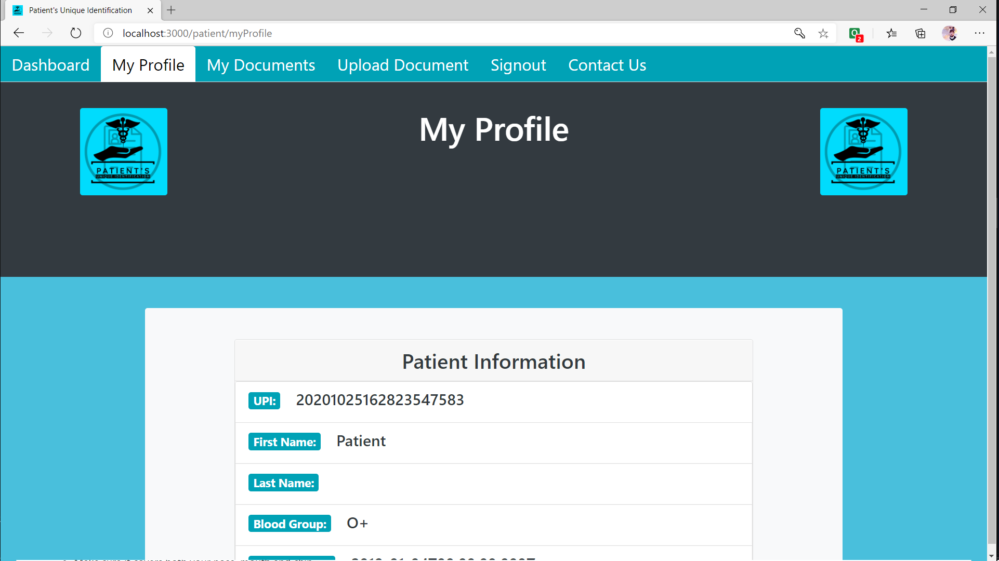 Patient's Unique Identification
localhost:3000/patient/myProfile
2
Dashboard My Profile My Documents Upload Document Signout Contact Us
My Profile
PATIENT'S
UNIQUE IDENTIFICATION
PATIENT'S
UNIQUE IDENTIFICATION
Patient Information
UPI: 20201025162823547583
First Name: Patient
Last Name:
Blood Group: O+